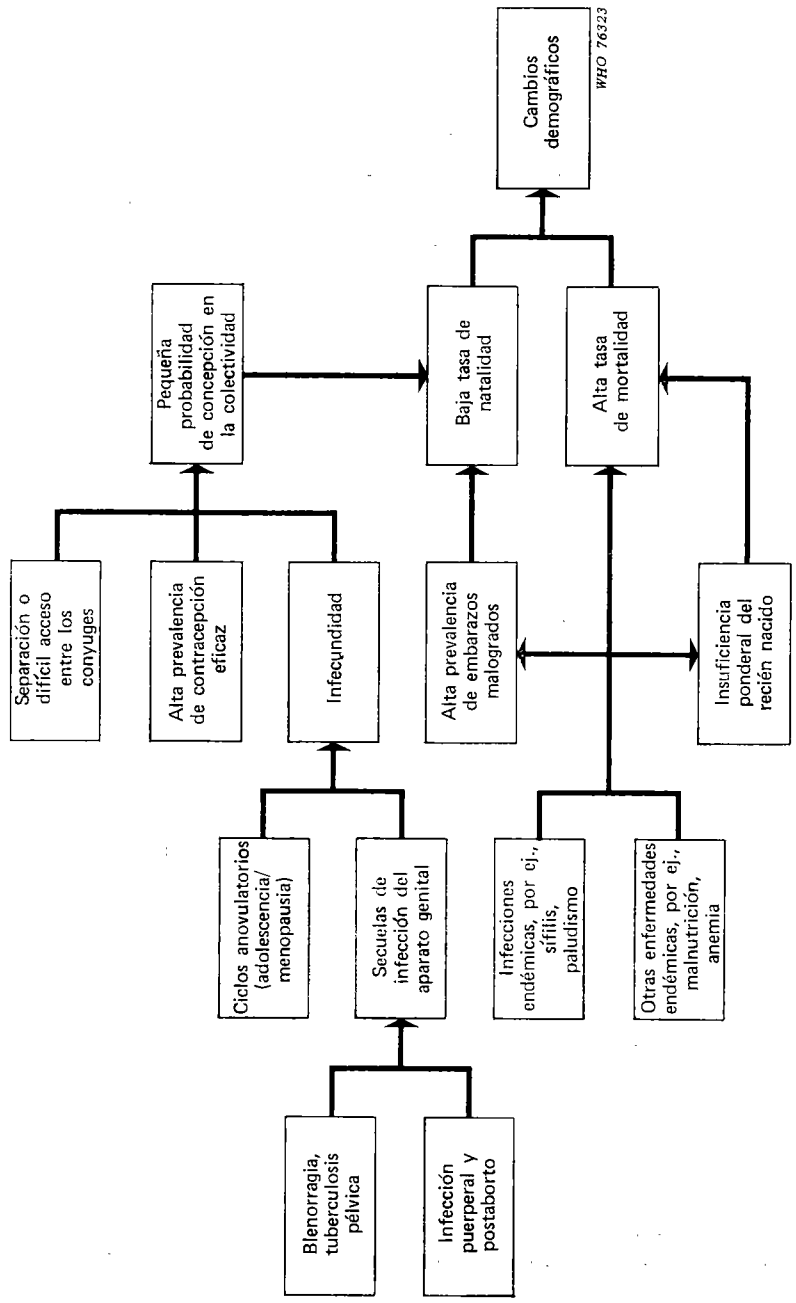 Blenorragia,
tuberculosis
pélvica
Infección
puerperal y
postaborto
Ciclos anovulatorios
(adolescencia/
menopausia)
Secuelas de
infección del
aparato genital
Infecciones
endémicas, por ej.,
sífilis,
paludismo
Otras enfermedades
endémicas, por ej.,
malnutrición,
anemia
Separación o
difícil acceso
entre los
conyuges
Alta prevalencia
de contracepción
eficaz
Infecundidad
Alta prevalencia
de embarazos
malogrados
Insuficiencia
ponderal del
recién nacido
Pequeña
probabilidad
de concepción en
la colectividad
Baja tasa de
natalidad
Alta tasa
de mortalidad
Cambios
demográficos
WHO 76323